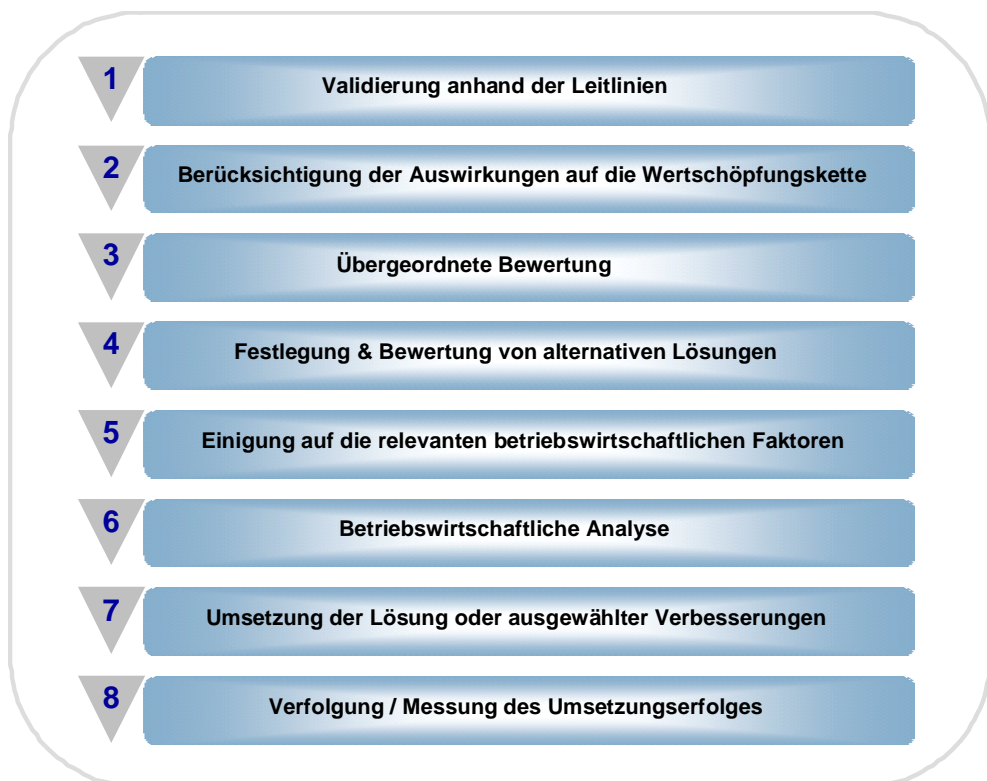 1 Validierung anhand der Leitlinien
2 Berücksichtigung der Auswirkungen auf die Wertschöpfungskette
3 Übergeordnete Bewertung
4 Festlegung & Bewertung von alternativen Lösungen
5 Einigung auf die relevanten betriebswirtschaftlichen Faktoren
6 Betriebswirtschaftliche Analyse
7 Umsetzung der Lösung oder ausgewählter Verbesserungen
8 Verfolgung / Messung des Umsetzungserfolges